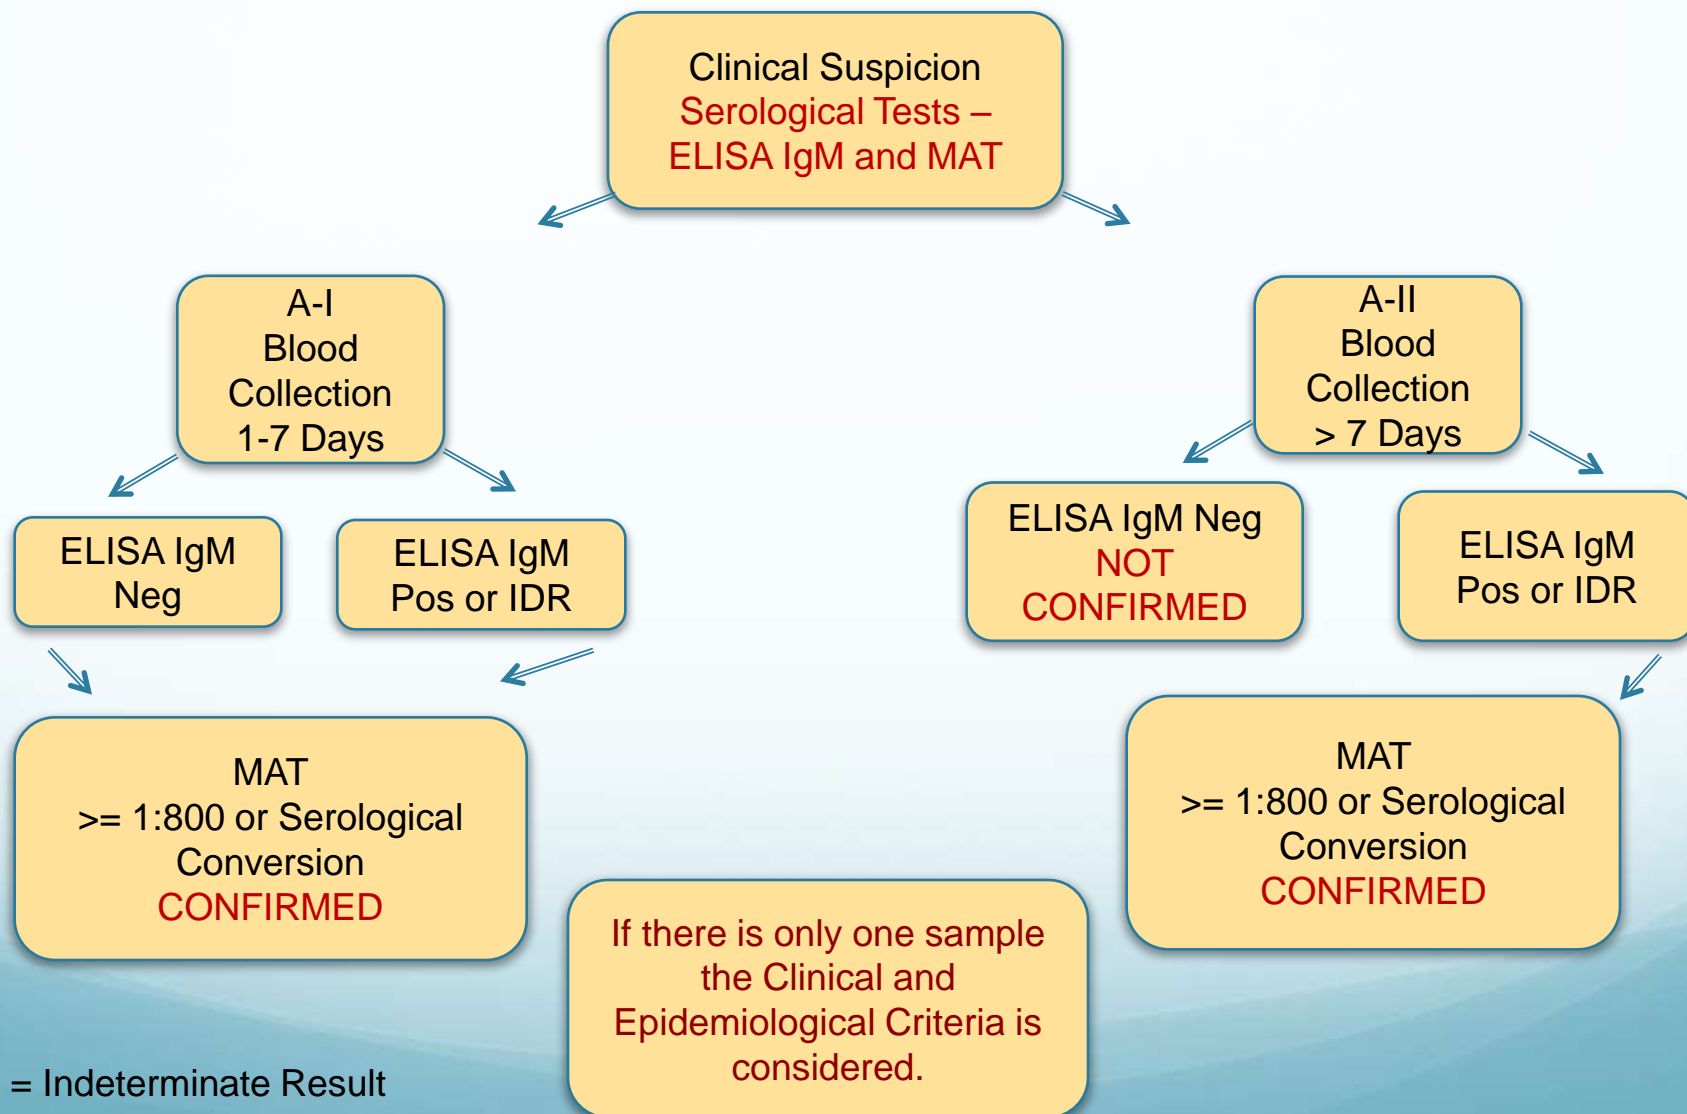 Clinical Suspicion
Serological Tests –
ELISA IgM and MAT
A-I
Blood
Collection
1-7 Days
A-II
Blood
Collection
> 7 Days
ELISA IgM
Neg
ELISA IgM
Pos or IDR
ELISA IgM Neg
NOT
CONFIRMED
ELISA IgM
Pos or IDR
MAT
>= 1:800 or Serological
Conversion
CONFIRMED
MAT
>= 1:800 or Serological
Conversion
CONFIRMED
If there is only one sample
the Clinical and
Epidemiological Criteria is
considered.
= Indeterminate Result